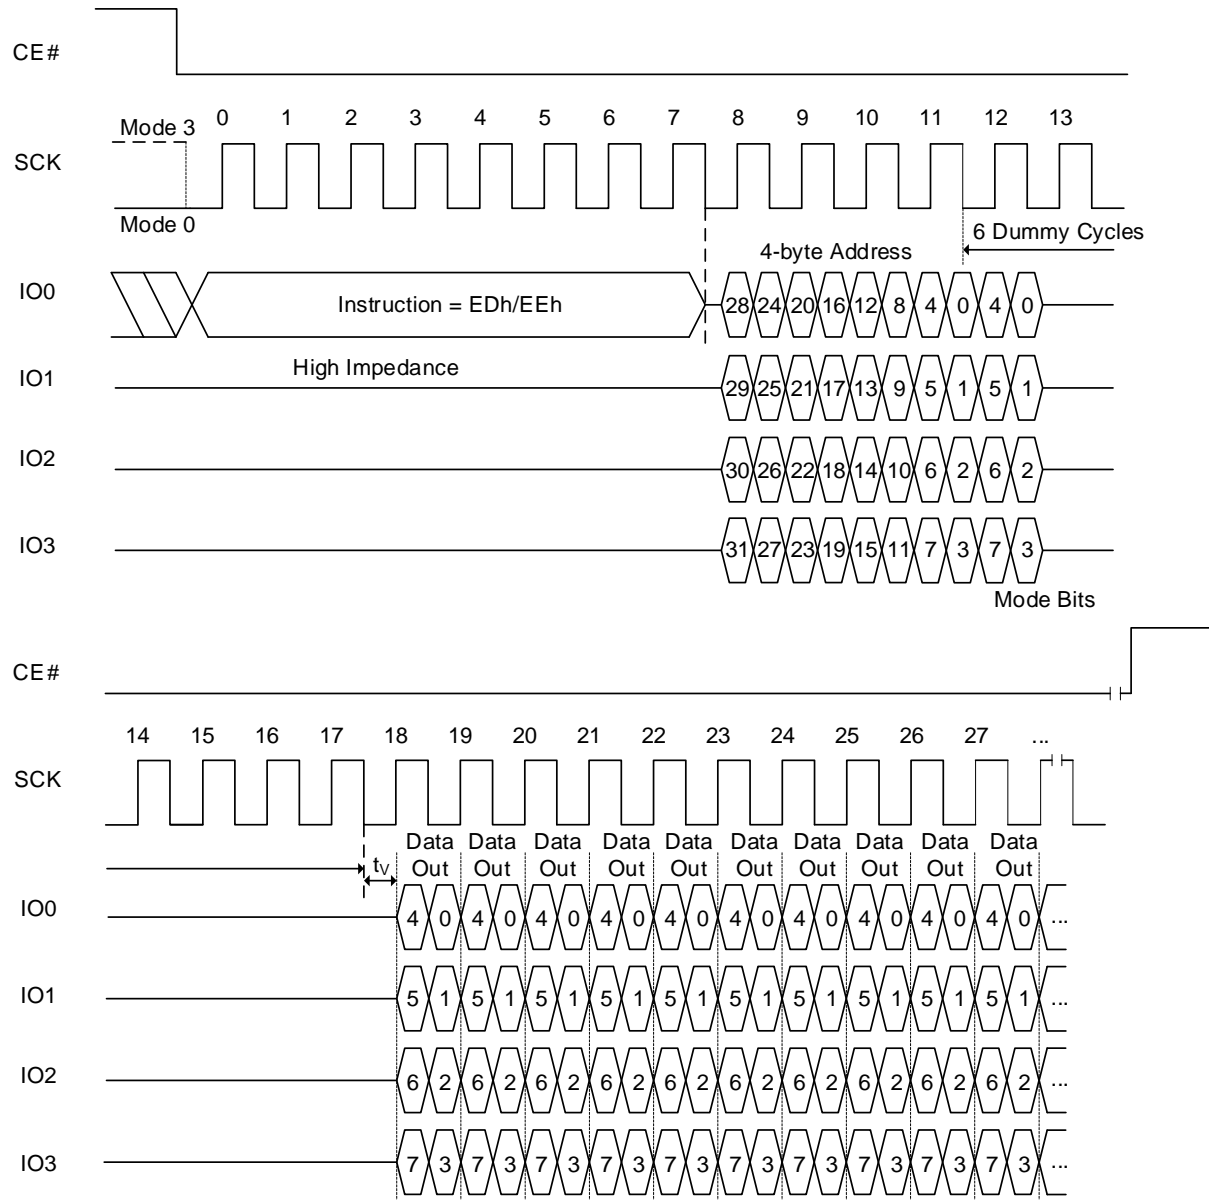 CE#
Mode 3
0 1 2 3 4 5 6 7 8 9 10 11 12 13
SCK
Mode 0
6 Dummy Cycles
4-byte Address
IO0
Instruction = EDh/EEh
28 24 20 16 12 8 4 0 4 0
High Impedance
IO1
29 25 21 17 13 9 5 1 5 1
IO2
30 26 22 18 14 10 6 2 6 2
IO3
31 27 23 19 15 11 7 3 7 3
Mode Bits
CE#
14 15 16 17 18 19 20 21 22 23 24 25 26 27 ...
SCK
Data Data Data Data Data Data Data Data Data Data
tV Out Out Out Out Out Out Out Out Out Out
IO0
4 0 4 0 4 0 4 0 4 0 4 0 4 0 4 0 4 0 4 0 ...
IO1
5 1 5 1 5 1 5 1 5 1 5 1 5 1 5 1 5 1 5 1 ...
IO2
6 2 6 2 6 2 6 2 6 2 6 2 6 2 6 2 6 2 6 2 ...
IO3
7 3 7 3 7 3 7 3 7 3 7 3 7 3 7 3 7 3 7 3 ...